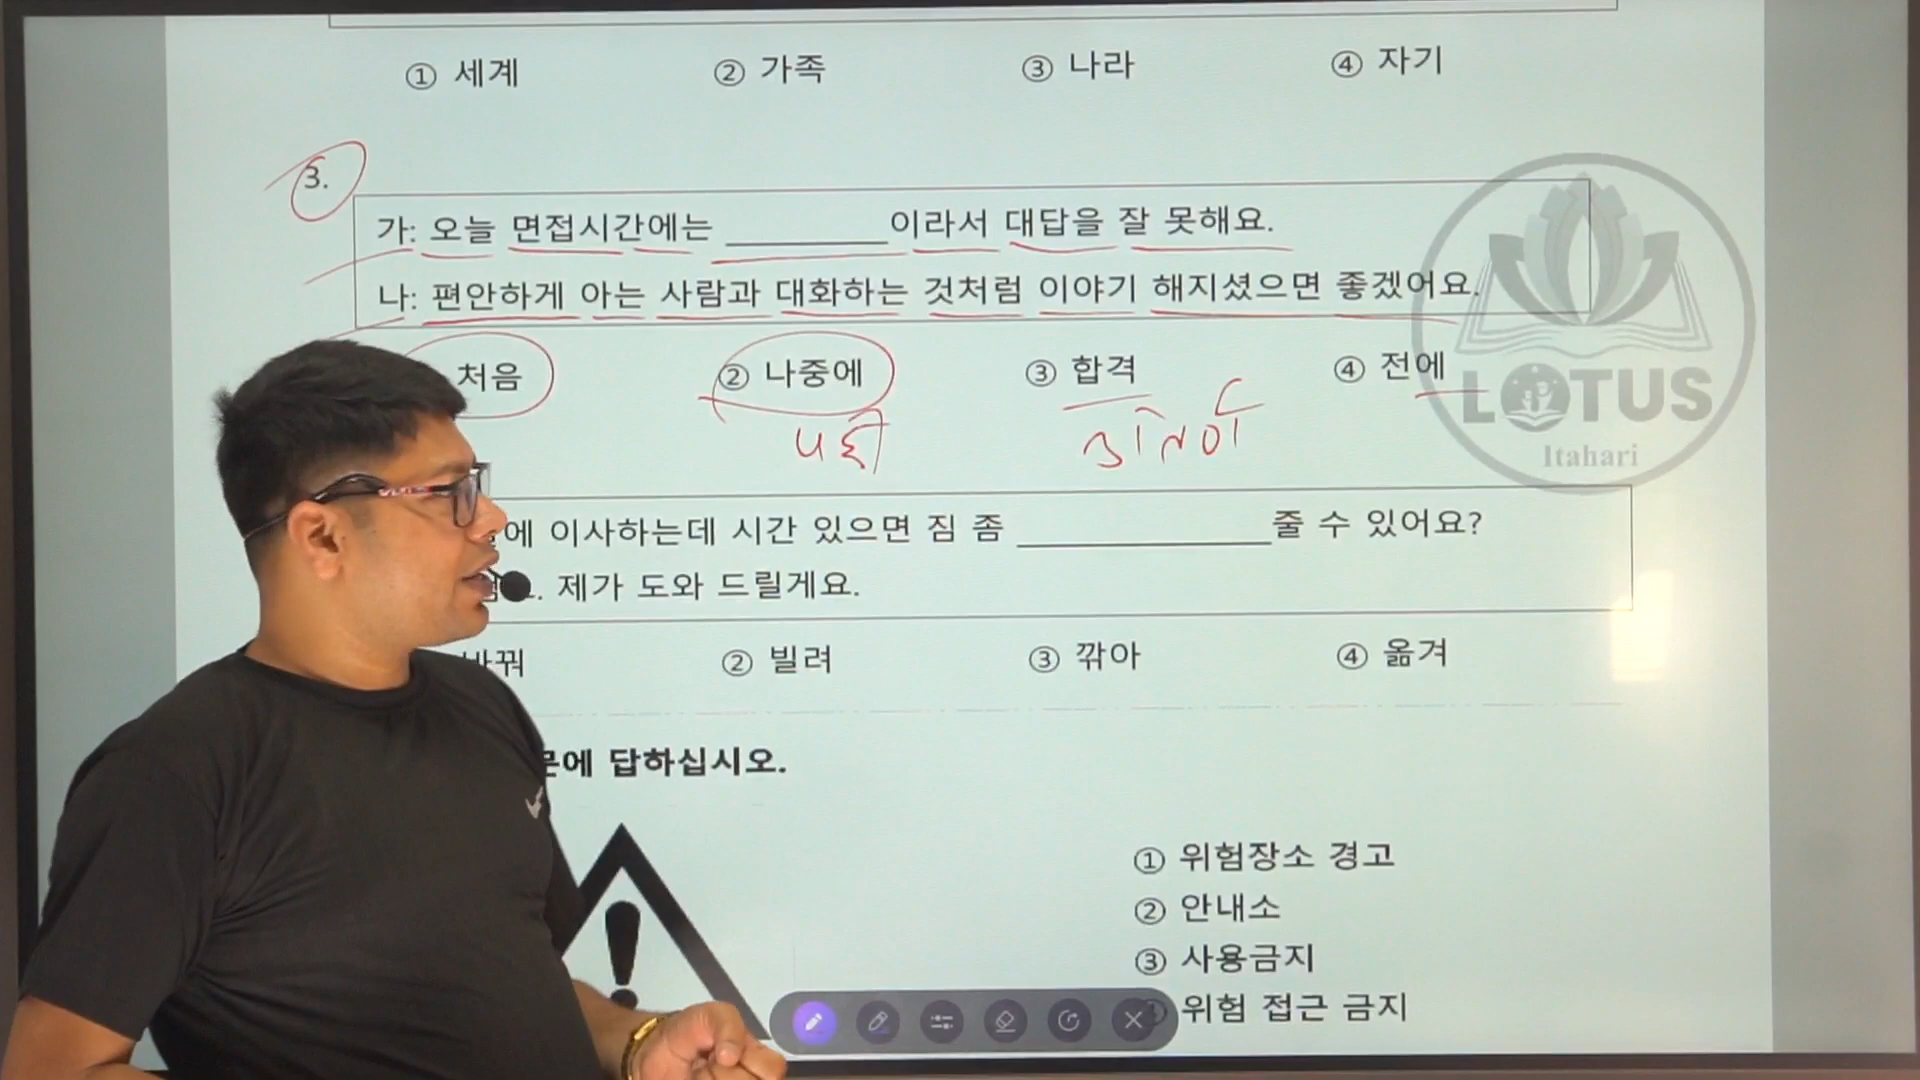 ① 세계 ② 가족 ③ 나라 ④ 자기
3.
가: 오늘 면접시간에는 ________이라서 대답을 잘 못해요.
나: 편안하게 아는 사람과 대화하는 것처럼 이야기 해지셨으면 좋겠어요.
처음 ② 나중에 ③ 합격 ④ 전에
LOTUS
Itahari
에 이사하는데 시간 있으면 짐 좀 ____________줄 수 있어요?
제가 도와 드릴게요.
바꿔 ② 빌려 ③ 깎아 ④ 옮겨
문에 답하십시오.
① 위험장소 경고
② 안내소
③ 사용금지
위험 접근 금지